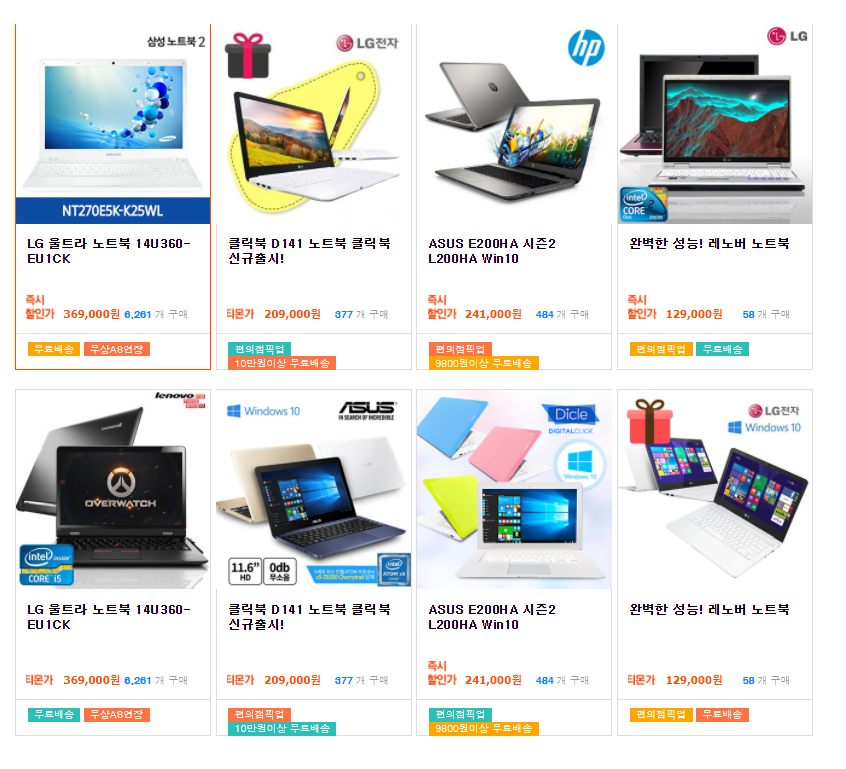 삼성 노트북 2
SAMSUNG
NT270E5K-K25WL
LG 울트라 노트북 14U360-
EU1CK
즉시
할인가 369,000원 6,261 개 구매
무료배송 무상AS연장
LG전자
클릭북 D141 노트북 클릭북
신규출시!
티몬가 209,000원 377 개 구매
편의점픽업
10만원이상 무료배송
hp
ASUS E200HA 시즌2
L200HA Win10
즉시
할인가 241,000원 484 개 구매
편의점픽업
9800원이상 무료배송
LG
intel
CORE 2
Duo inside
완벽한 성능! 레노버 노트북
즉시
할인가 129,000원 58 개 구매
편의점픽업 무료배송
lenovo
OVERWATCH
intel inside
CORE i5
LG 울트라 노트북 14U360-
EU1CK
티몬가 369,000원 6,261 개 구매
무료배송 무상AS연장
Windows 10
ASUS
IN SEARCH OF INCREDIBLE
ASUS
11.6" HD
0db 무소음
x5-Z8300 Cherrytrail 탑재
intel inside
ATOM x5
클릭북 D141 노트북 클릭북
신규출시!
티몬가 209,000원 377 개 구매
편의점픽업
10만원이상 무료배송
Dicle
DIGITALCLICK
Windows 10
ASUS E200HA 시즌2
L200HA Win10
즉시
할인가 241,000원 484 개 구매
편의점픽업
9800원이상 무료배송
LG전자
Windows 10
완벽한 성능! 레노버 노트북
티몬가 129,000원 58 개 구매
편의점픽업 무료배송